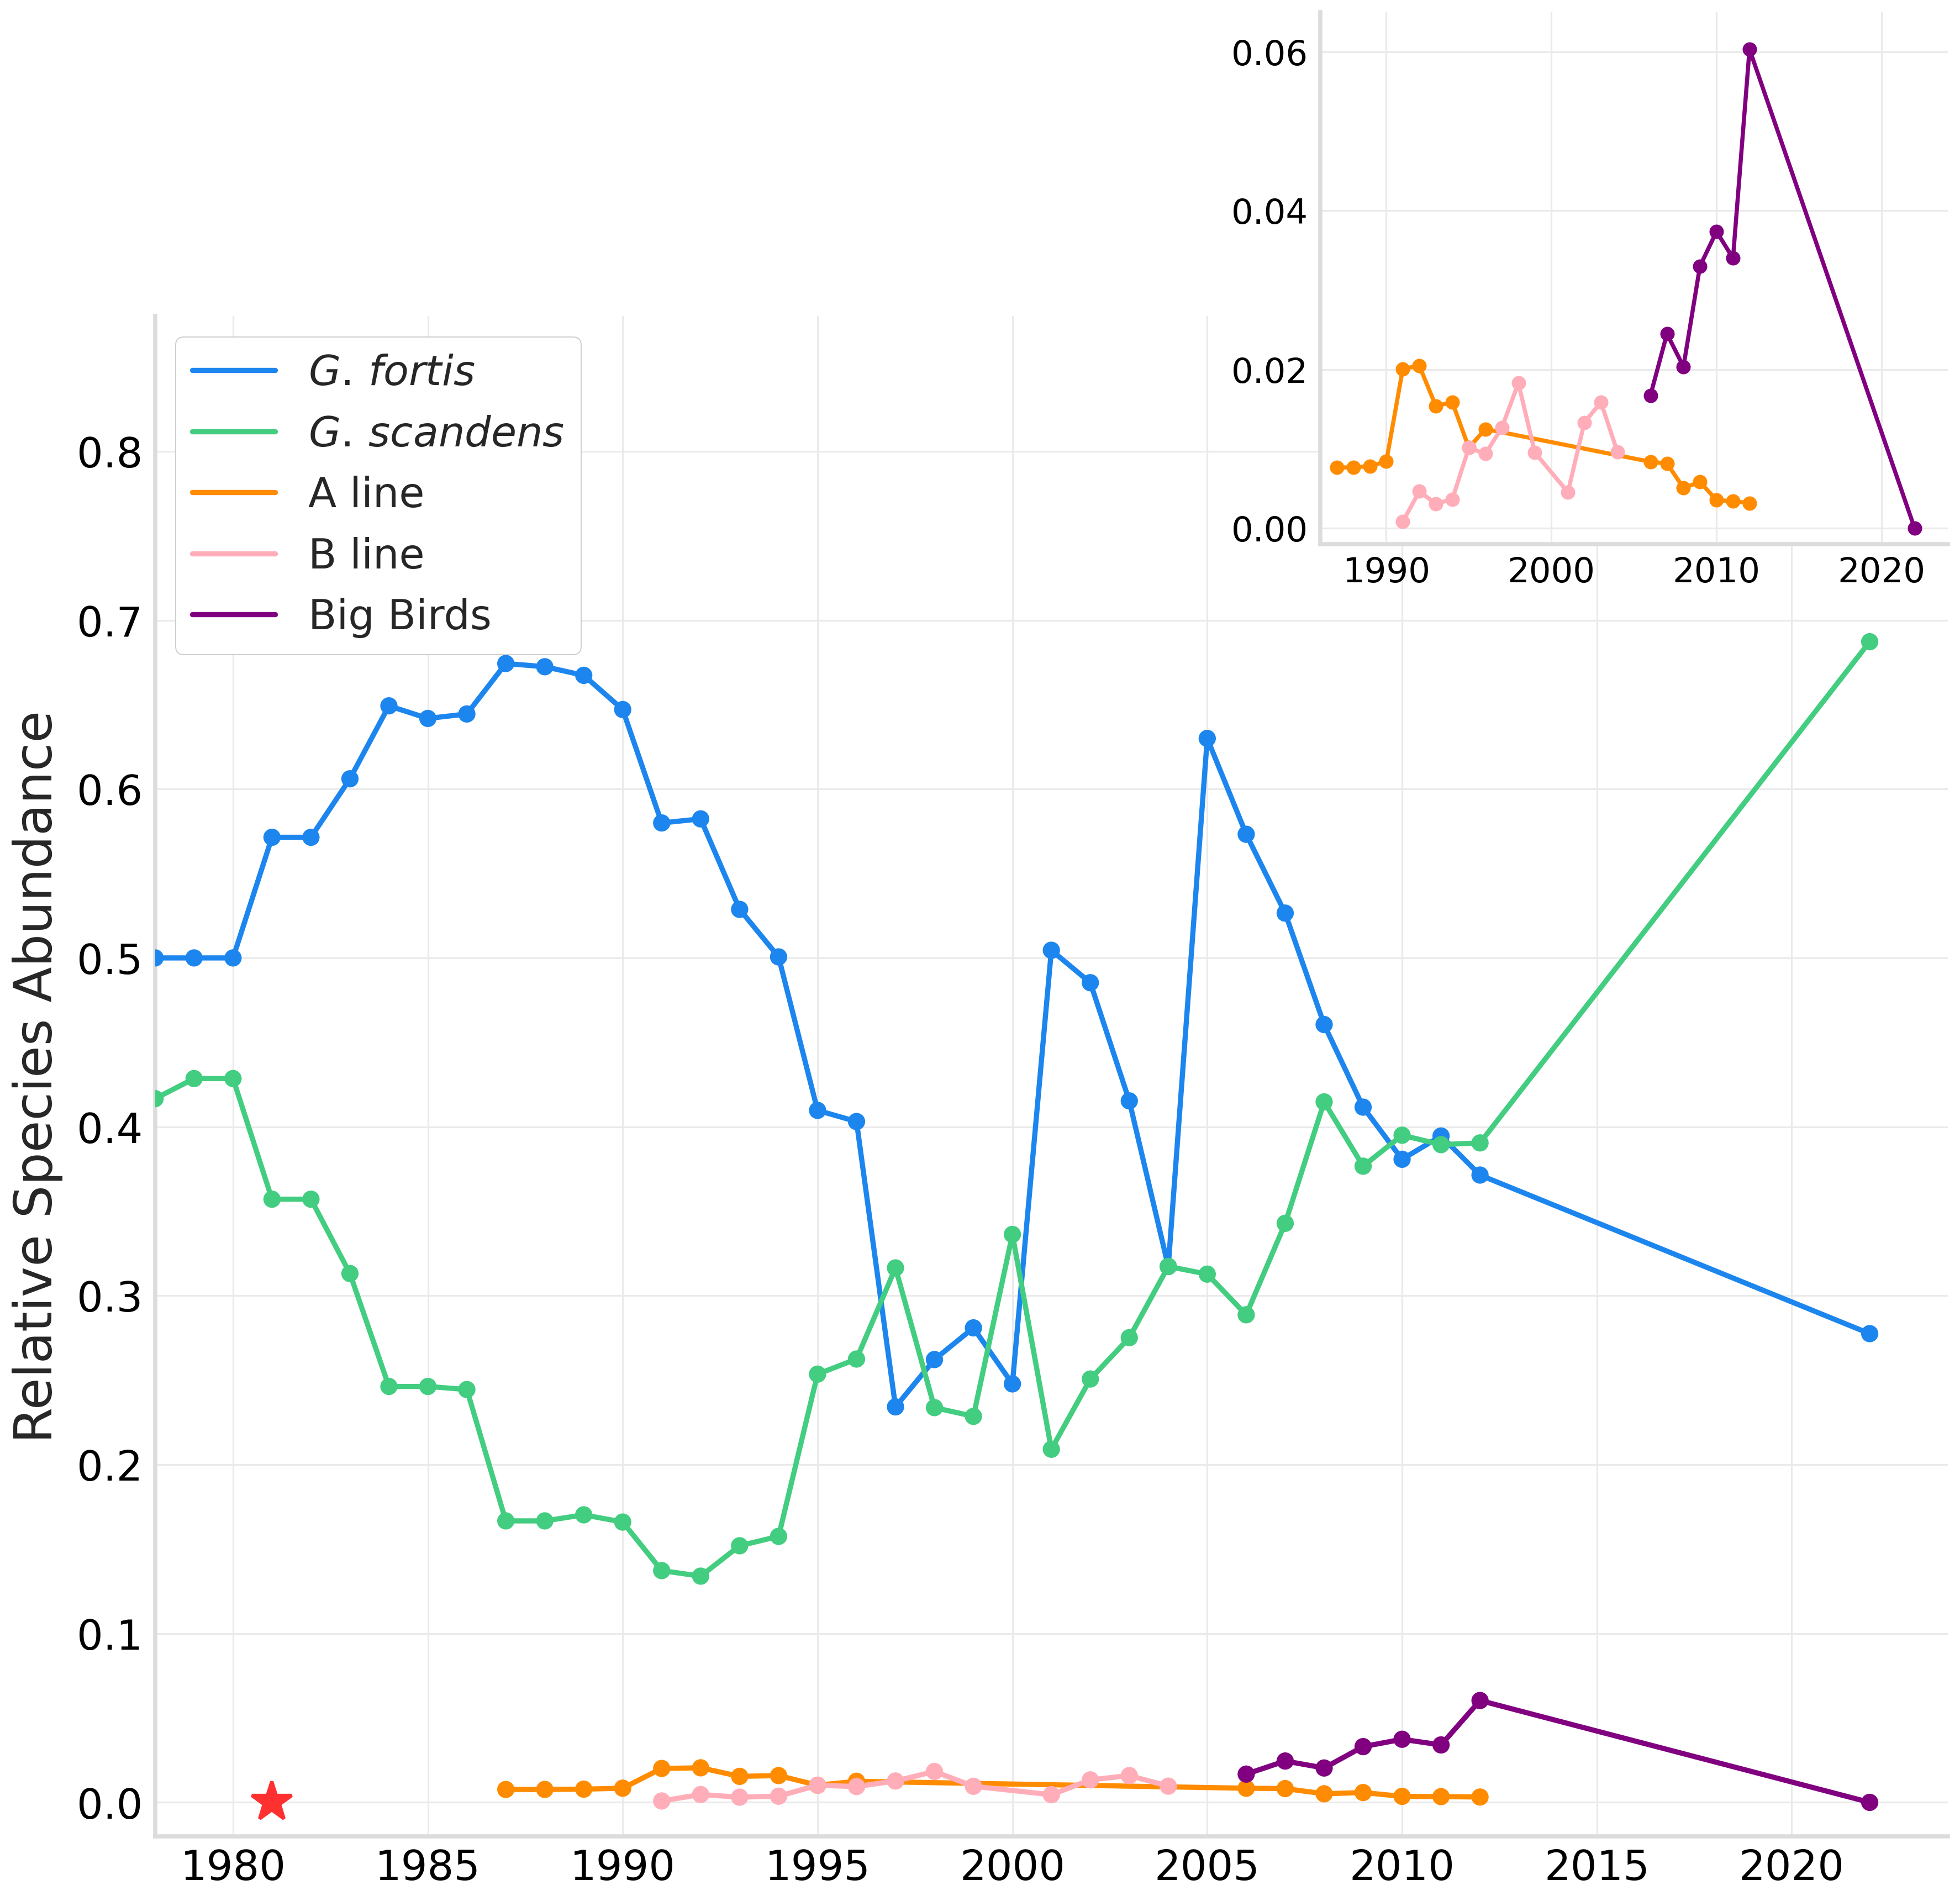 0.06
0.04
0.02
0.00
1990 2000 2010 2020
G. fortis
G. scandens
A line
B line
Big Birds
Relative Species Abundance
0.8
0.7
0.6
0.5
0.4
0.3
0.2
0.1
0.0
1980 1985 1990 1995 2000 2005 2010 2015 2020